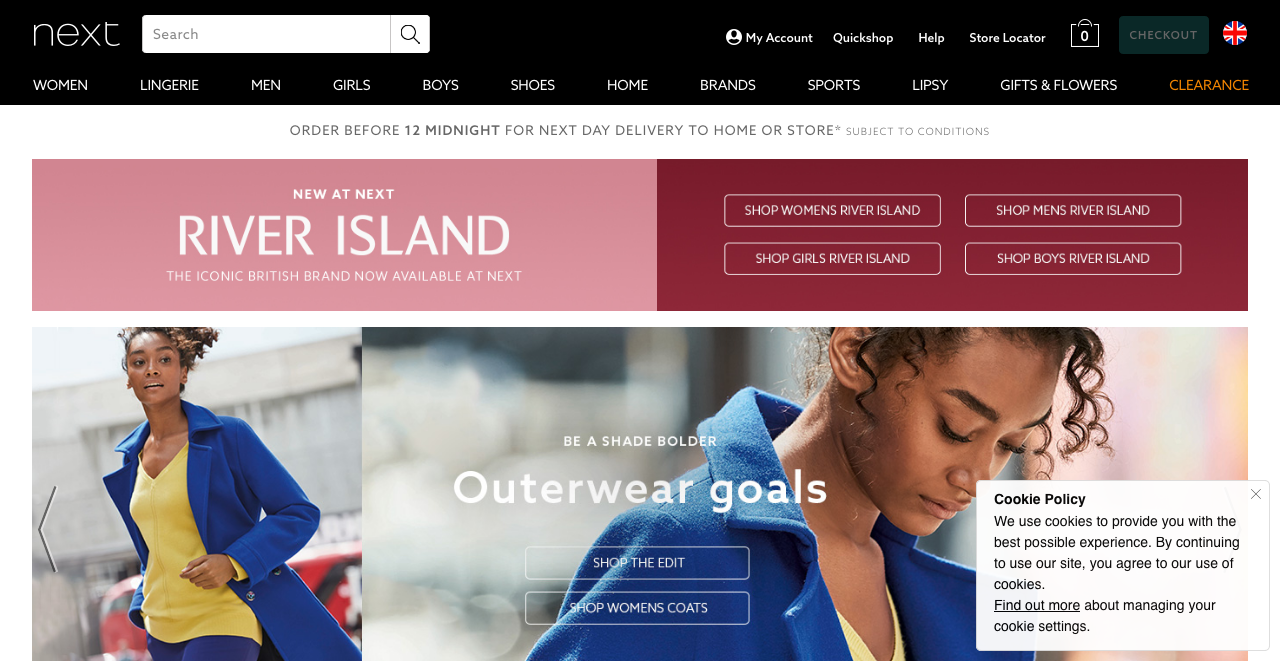 next
Search
My Account
Quickshop
Help
Store Locator
0
CHECKOUT
WOMEN
LINGERIE
MEN
GIRLS
BOYS
SHOES
HOME
BRANDS
SPORTS
LIPSY
GIFTS & FLOWERS
CLEARANCE
ORDER BEFORE 12 MIDNIGHT FOR NEXT DAY DELIVERY TO HOME OR STORE* SUBJECT TO CONDITIONS
NEW AT NEXT
RIVER ISLAND
THE ICONIC BRITISH BRAND NOW AVAILABLE AT NEXT
SHOP WOMENS RIVER ISLAND
SHOP MENS RIVER ISLAND
SHOP GIRLS RIVER ISLAND
SHOP BOYS RIVER ISLAND
BE A SHADE BOLDER
Outerwear goals
SHOP THE EDIT
SHOP WOMENS COATS
Cookie Policy
We use cookies to provide you with the
best possible experience. By continuing
to use our site, you agree to our use of
cookies.
Find out more about managing your
cookie settings.